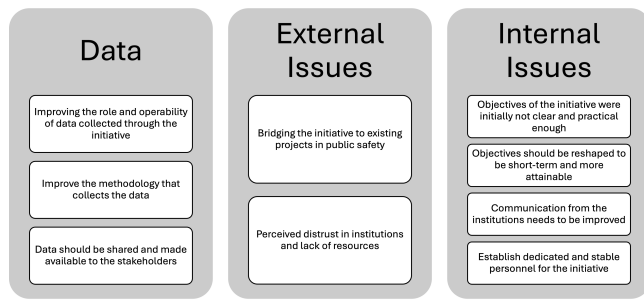 Data
Improving the role and operability
of data collected through the
initiative
Improve the methodology that
collects the data
Data should be shared and made
available to the stakeholders
External
Issues
Bridging the initiative to existing
projects in public safety
Perceived distrust in institutions
and lack of resources
Internal
Issues
Objectives of the initiative were
initially not clear and practical
enough
Objectives should be reshaped to
be short-term and more
attainable
Communication from the
institutions needs to be improved
Establish dedicated and stable
personnel for the initiative